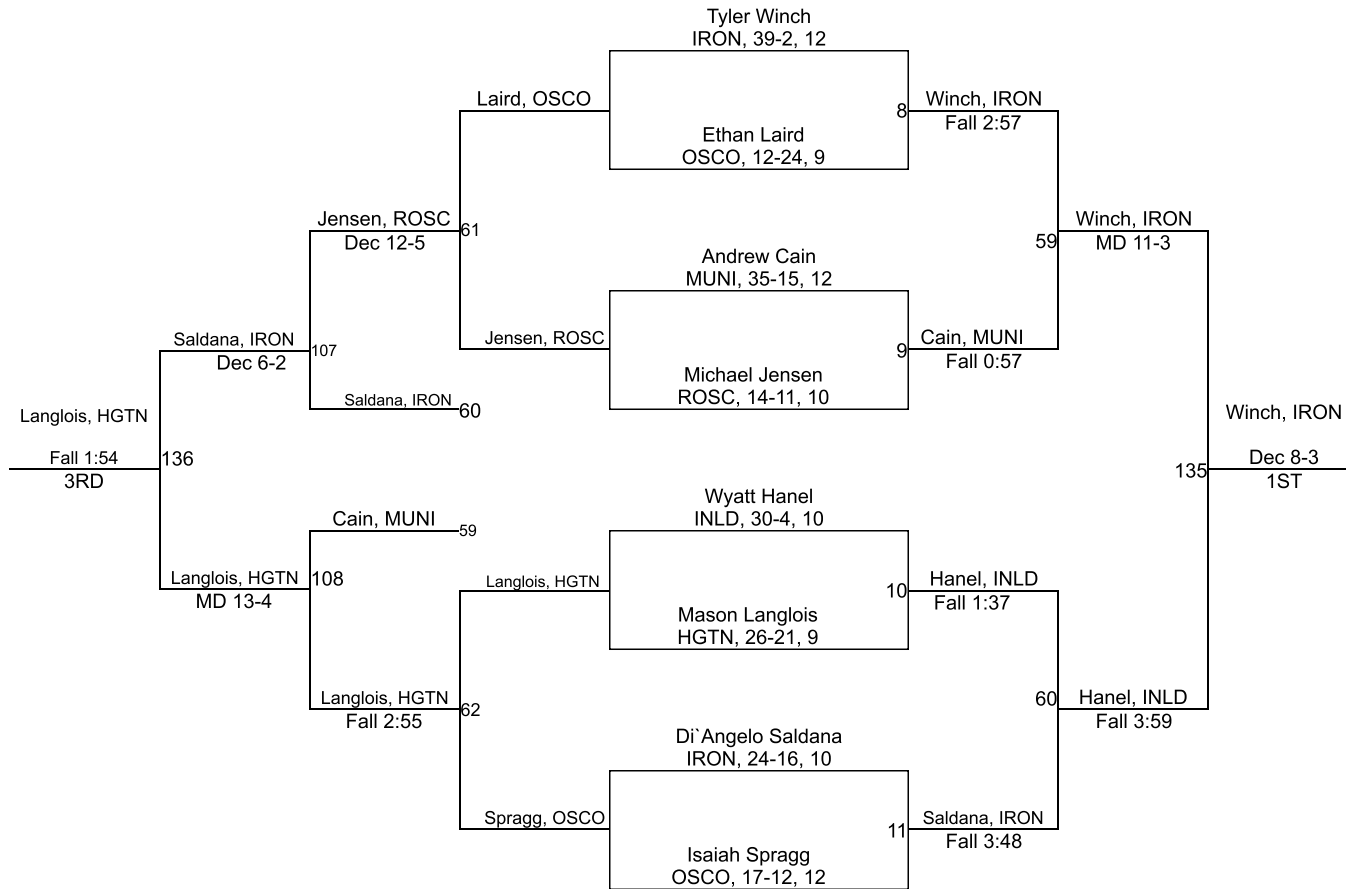 Tyler Winch
IRON, 39-2, 12
Laird, OSCO
8
Winch, IRON
Fall 2:57
Ethan Laird
OSCO, 12-24, 9
Jensen, ROSC
Dec 12-5
61
59
Winch, IRON
MD 11-3
Andrew Cain
MUNI, 35-15, 12
Saldana, IRON
Dec 6-2
107
Jensen, ROSC
9
Cain, MUNI
Fall 0:57
Michael Jensen
ROSC, 14-11, 10
Saldana, IRON
60
Langlois, HGTN
Fall 1:54
3RD
136
Winch, IRON
135
Dec 8-3
1ST
Wyatt Hanel
INLD, 30-4, 10
Cain, MUNI
59
Langlois, HGTN
MD 13-4
108
Langlois, HGTN
10
Hanel, INLD
Fall 1:37
Mason Langlois
HGTN, 26-21, 9
Langlois, HGTN
Fall 2:55
62
60
Hanel, INLD
Fall 3:59
Di`Angelo Saldana
IRON, 24-16, 10
Spragg, OSCO
11
Saldana, IRON
Fall 3:48
Isaiah Spragg
OSCO, 17-12, 12